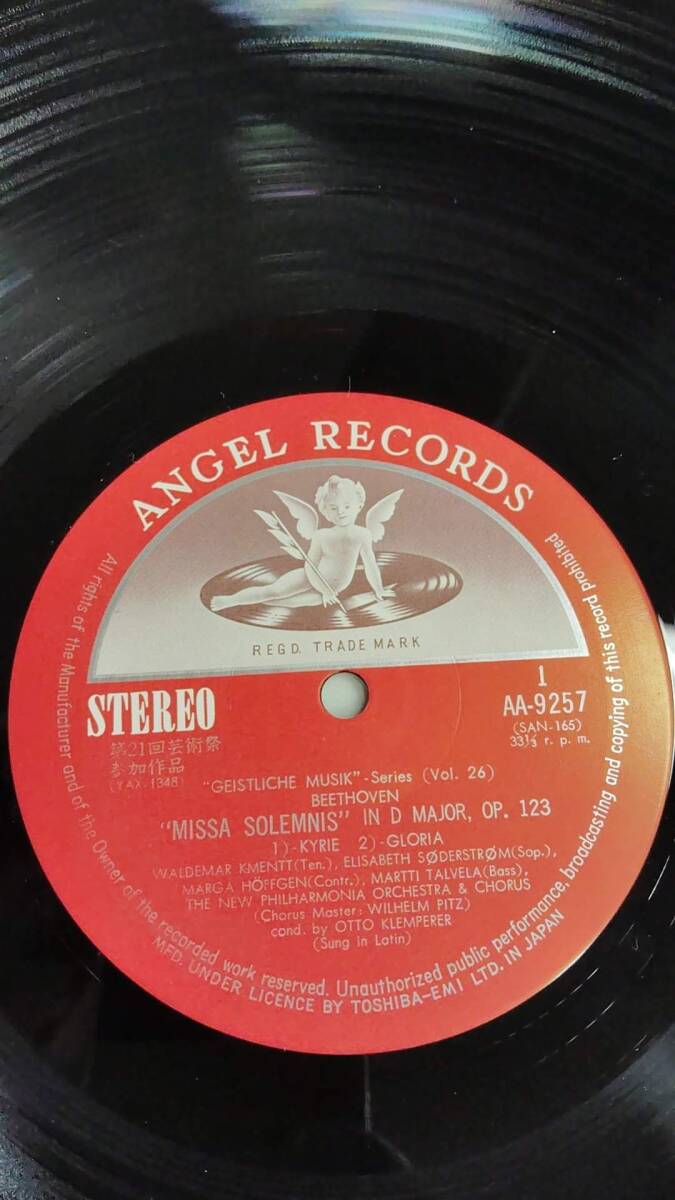 ANGEL RECORDS
REGD. TRADE MARK
STEREO
1
AA-9257
(SAN-165)
33⅓ r. p. m.
第21回芸術祭
参加作品
(YAX-1348)
"GEISTLICHE MUSIK"-Series (Vol. 26)
BEETHOVEN
"MISSA SOLEMNIS" IN D MAJOR, OP. 123
1)-KYRIE 2)-GLORIA
WALDEMAR KMENTT(Ten.), ELISABETH SØDERSTRØM(Sop.),
MARGA HÖFFGEN(Contr.), MARTTI TALVELA(Bass),
THE NEW PHILHARMONIA ORCHESTRA & CHORUS
(Chorus Master: WILHELM PITZ)
cond. by OTTO KLEMPERER
(Sung in Latin)
All rights of the Manufacturer and of the Owner of the recorded work reserved. Unauthorized public performance, broadcasting and copying of this record prohibited
MFD. UNDER LICENCE BY TOSHIBA-EMI LTD. IN JAPAN